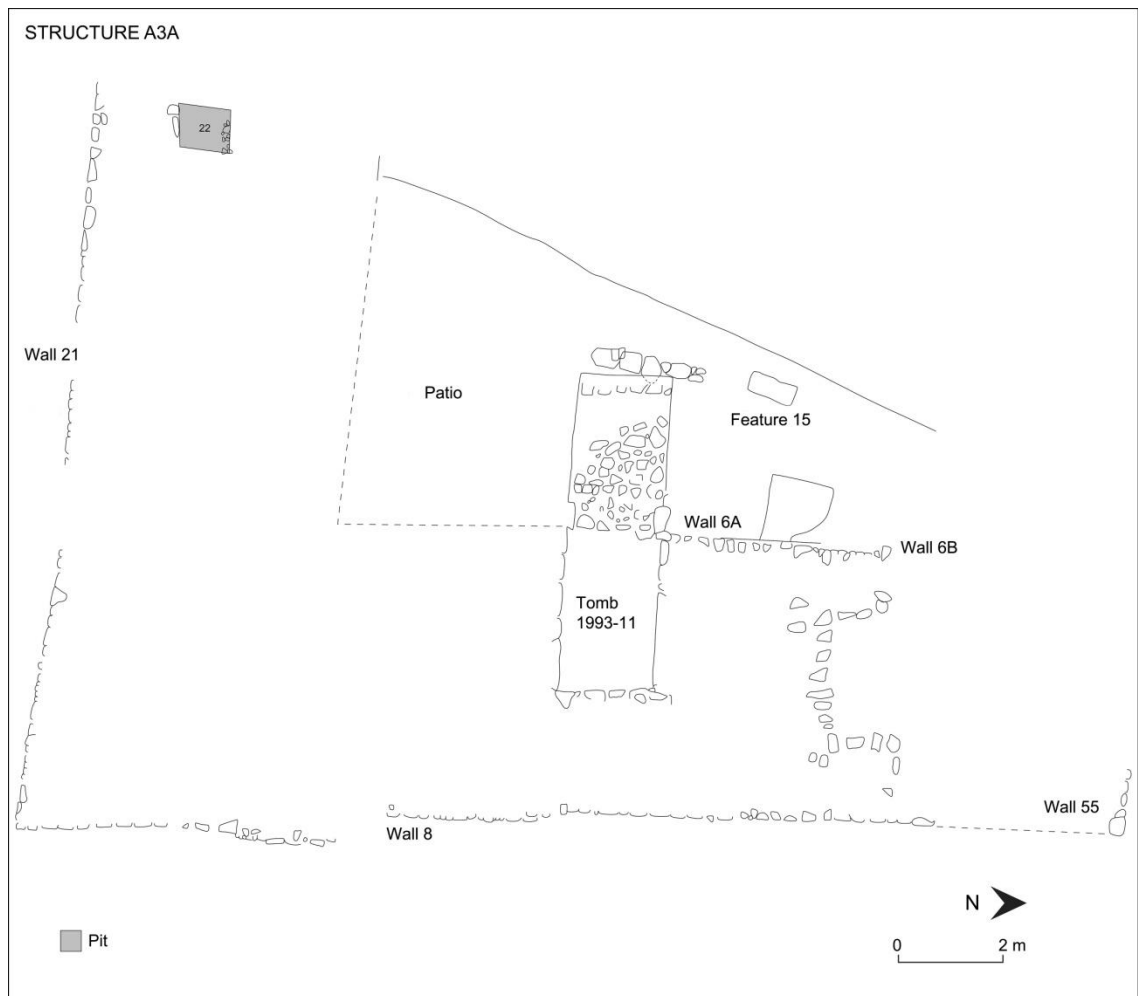 STRUCTURE A3A
22
Wall 21
Patio
Feature 15
Wall 6A
Wall 6B
Tomb
1993-11
Wall 55
Wall 8
N
Pit
0 2 m